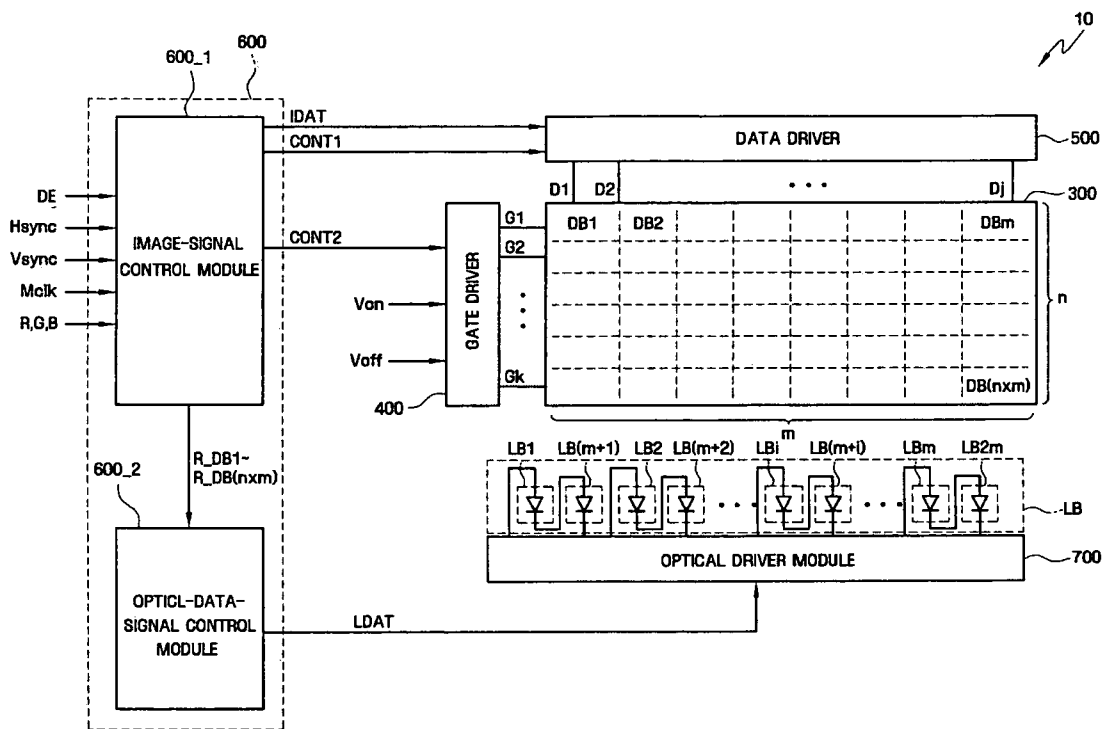 10
600
600_1
IDAT
CONT1
DATA DRIVER
500
D1 D2 • • • Dj
300
DE
Hsync
Vsync
Mclk
R,G,B
IMAGE-SIGNAL
CONTROL MODULE
CONT2
Von
Voff
GATE DRIVER
400
G1
G2
Gk
DB1 DB2 DBm
DB(nxm)
n
m
600_2
R_DB1~
R_DB(nxm)
LB1 LB(m+1) LB2 LB(m+2) LBi LB(m+i) LBm LB2m
LB
OPTICAL DRIVER MODULE
700
OPTICL-DATA-
SIGNAL CONTROL
MODULE
LDAT